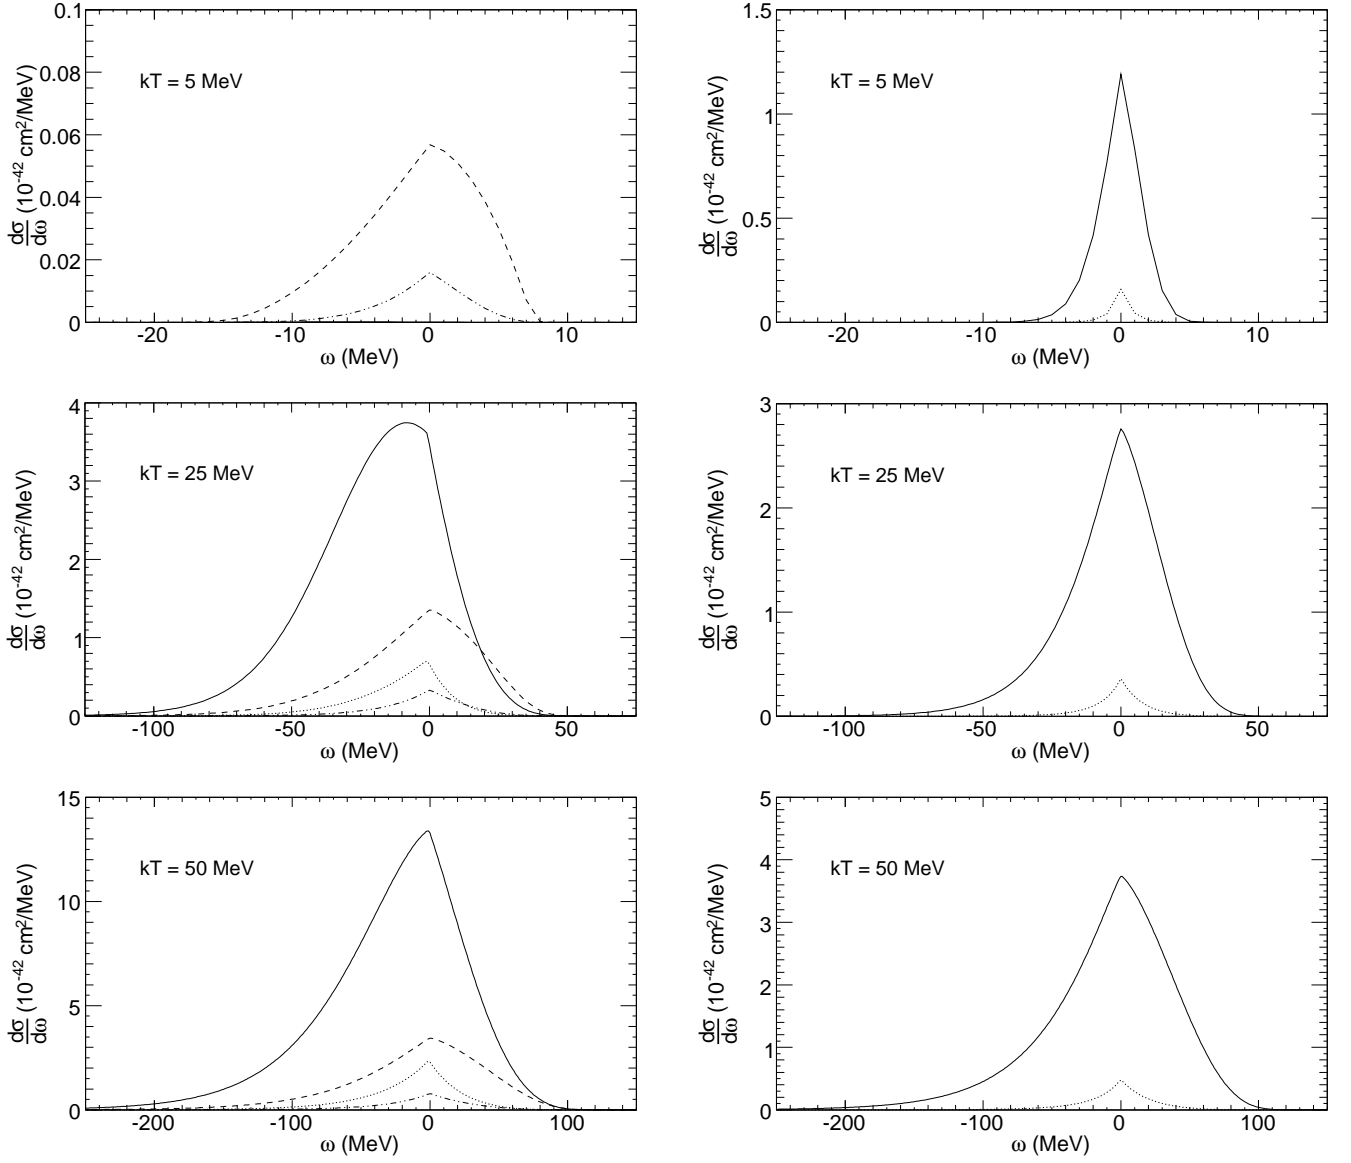 0.1
0.08
0.06
0.04
0.02
0
dσ/dω (10⁻⁴² cm²/MeV)
kT = 5 MeV
-20 -10 0 10
ω (MeV)
1.5
1
0.5
0
dσ/dω (10⁻⁴² cm²/MeV)
kT = 5 MeV
-20 -10 0 10
ω (MeV)
4
3
2
1
0
dσ/dω (10⁻⁴² cm²/MeV)
kT = 25 MeV
-100 -50 0 50
ω (MeV)
3
2
1
0
dσ/dω (10⁻⁴² cm²/MeV)
kT = 25 MeV
-100 -50 0 50
ω (MeV)
15
10
5
0
dσ/dω (10⁻⁴² cm²/MeV)
kT = 50 MeV
-200 -100 0 100
ω (MeV)
5
4
3
2
1
0
dσ/dω (10⁻⁴² cm²/MeV)
kT = 50 MeV
-200 -100 0 100
ω (MeV)